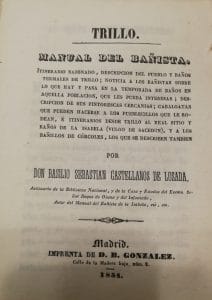 TRILLO.
MANUAL DEL BAÑISTA.
ITINERARIO RAZONADO, DESCRIPCION DEL PUEBLO Y BAÑOS
TERMALES DE TRILLO; NOTICIA A LOS BAÑISTAS SOBRE
LO QUE HAY Y PASA EN LA TEMPORADA DE BAÑOS EN
AQUELLA POBLACION, QUE LES PUEDA INTERESAR; DES-
CRIPCION DE SUS PINTORESCAS CERCANIAS; CABALGATAS
QUE PUEDEN HACERSE A LOS PUEBLECILLOS QUE LE RO-
DEAN, É ITINERARIOS DESDE TRILLO AL REAL SITIO Y
BAÑOS DE LA ISABELA (VULGO DE SACEDON), Y A LOS
BAÑILLOS DE CÓRCOLES, QUE SE DESCRIBEN TAMBIEN
POR
DON BASILIO SEBASTIAN CASTELLANOS DE LOSADA,
Anticuario de la Biblioteca Nacional, y de la Casa y Estados del Excmo. Se-
ñor Duque de Osuna y del Infantado,
Autor del Manual del Bañista de la Isabela, etc., etc.
Madrid.
IMPRENTA DE D. B. GONZALEZ.
Calle de la Madera baja, núm. 8.
1851.